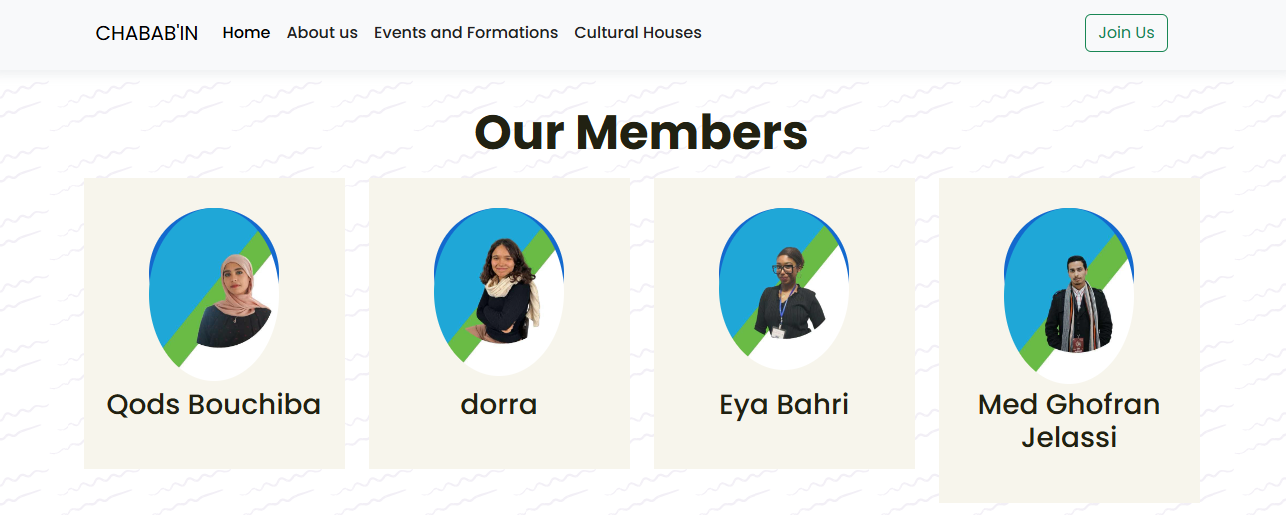 CHABAB'IN Home About us Events and Formations Cultural Houses Join Us
Our Members
Qods Bouchiba
dorra
Eya Bahri
Med Ghofran
Jelassi